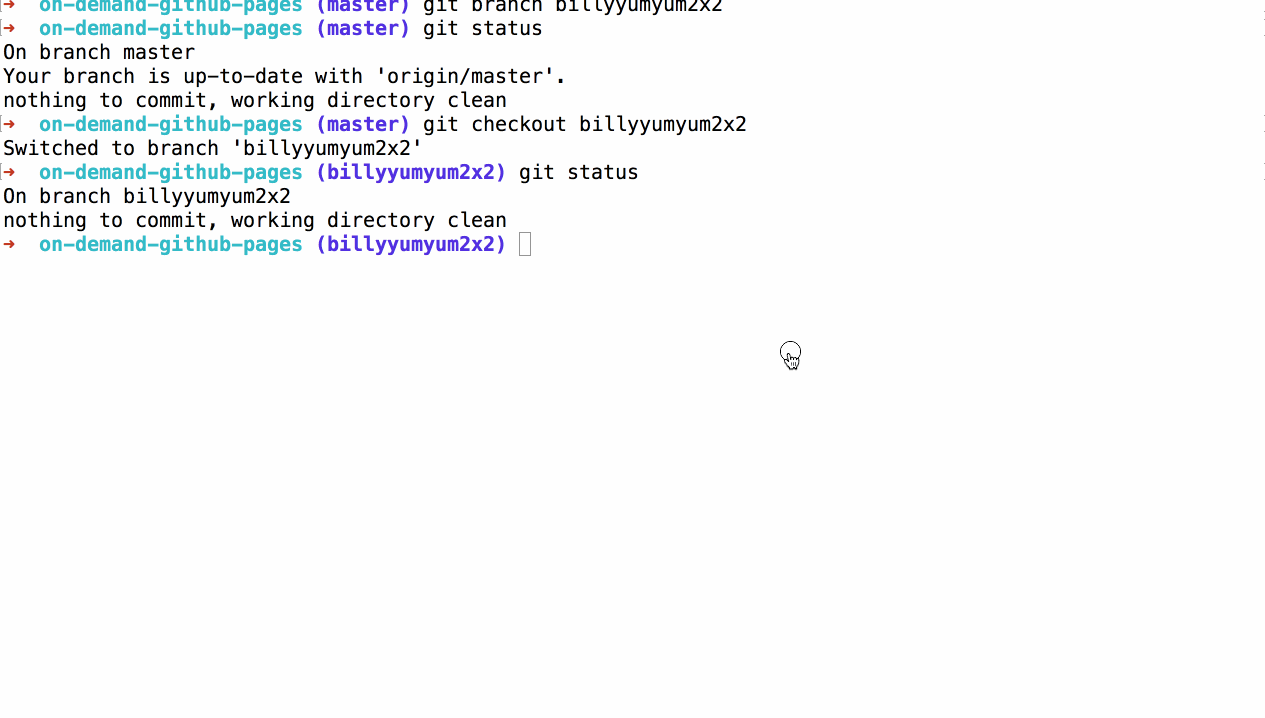 ➜  on-demand-github-pages (master) git branch billyyumyum2x2
➜  on-demand-github-pages (master) git status
On branch master
Your branch is up-to-date with 'origin/master'.
nothing to commit, working directory clean
➜  on-demand-github-pages (master) git checkout billyyumyum2x2
Switched to branch 'billyyumyum2x2'
➜  on-demand-github-pages (billyyumyum2x2) git status
On branch billyyumyum2x2
nothing to commit, working directory clean
➜  on-demand-github-pages (billyyumyum2x2)